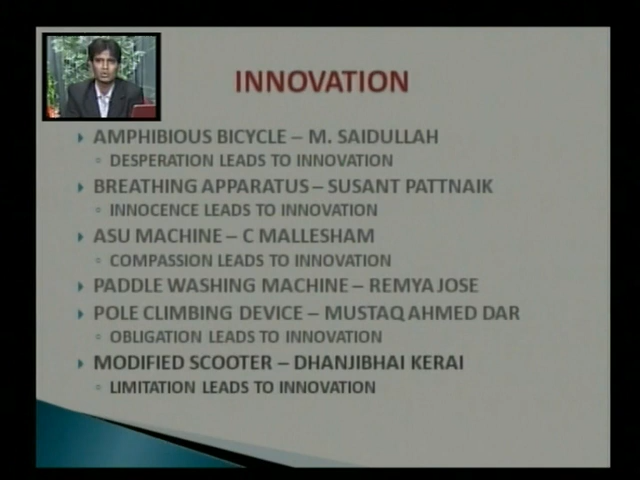 INNOVATION
AMPHIBIOUS BICYCLE – M. SAIDULLAH
DESPERATION LEADS TO INNOVATION
BREATHING APPARATUS – SUSANT PATTNAIK
INNOCENCE LEADS TO INNOVATION
ASU MACHINE – C MALLESHAM
COMPASSION LEADS TO INNOVATION
PADDLE WASHING MACHINE – REMYA JOSE
POLE CLIMBING DEVICE – MUSTAQ AHMED DAR
OBLIGATION LEADS TO INNOVATION
MODIFIED SCOOTER – DHANJIBHAI KERAI
LIMITATION LEADS TO INNOVATION